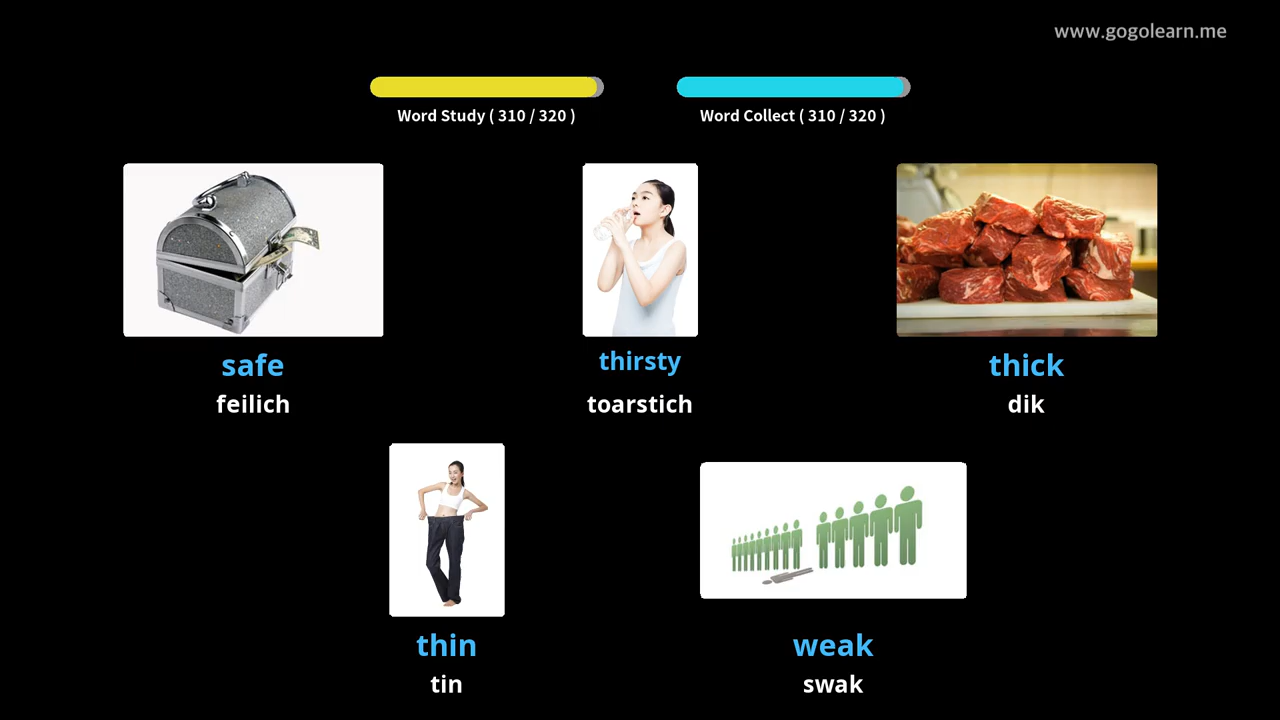 www.gogolearn.me
Word Study ( 310 / 320 )
Word Collect ( 310 / 320 )
safe
thirsty
thick
feilich
toarstich
dik
thin
weak
tin
swak